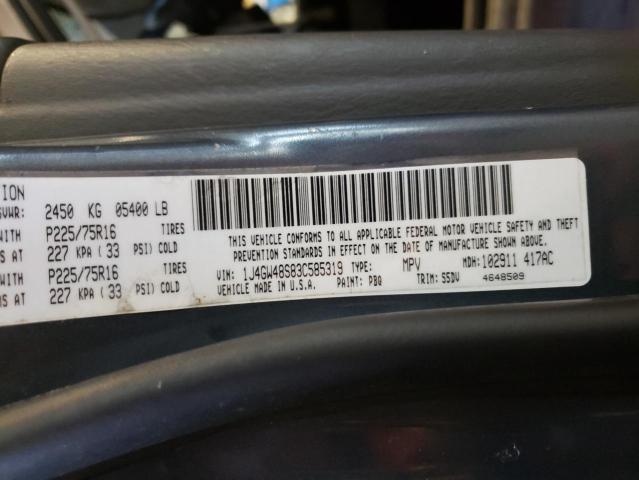 TION
GVWR: 2450 KG 05400 LB
WITH P225/75R16 TIRES
S AT 227 KPA ( 33 PSI) COLD
WITH P225/75R16 TIRES
S AT 227 KPA ( 33 PSI) COLD
THIS VEHICLE CONFORMS TO ALL APPLICABLE FEDERAL MOTOR VEHICLE SAFETY AND THEFT
PREVENTION STANDARDS IN EFFECT ON THE DATE OF MANUFACTURE SHOWN ABOVE.
VIN: 1J4GW48S83C585319 TYPE: MPV MDH: 102911 417AC
VEHICLE MADE IN U.S.A. PAINT: PBQ TRIM: SSDV 4648509